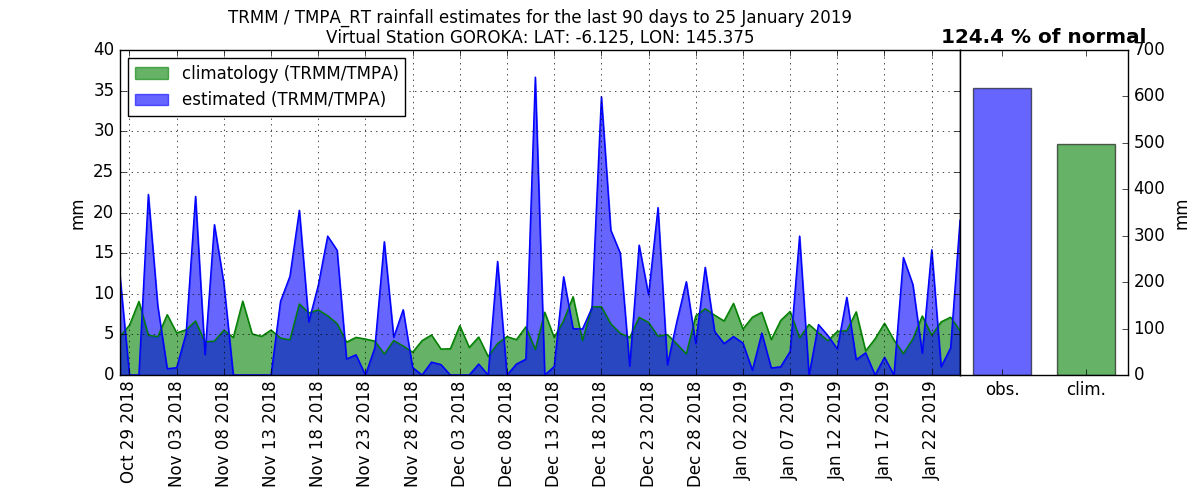 TRMM / TMPA_RT rainfall estimates for the last 90 days to 25 January 2019
Virtual Station GOROKA: LAT: -6.125, LON: 145.375
124.4 % of normal
climatology (TRMM/TMPA)
estimated (TRMM/TMPA)
mm
40
35
30
25
20
15
10
5
0
Oct 29 2018
Nov 03 2018
Nov 08 2018
Nov 13 2018
Nov 18 2018
Nov 23 2018
Nov 28 2018
Dec 03 2018
Dec 08 2018
Dec 13 2018
Dec 18 2018
Dec 23 2018
Dec 28 2018
Jan 02 2019
Jan 07 2019
Jan 12 2019
Jan 17 2019
Jan 22 2019
obs.
clim.
700
600
500
400
300
200
100
0
mm